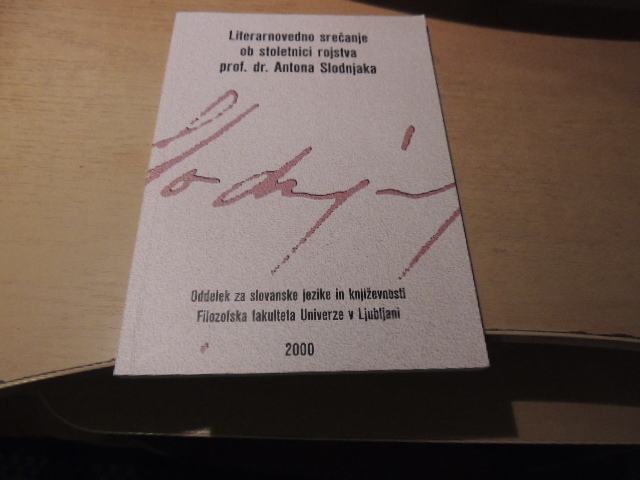 Literarnovedno srečanje
ob stoletnici rojstva
prof. dr. Antona Slodnjaka
Oddelek za slovanske jezike in književnosti
Filozofska fakulteta Univerze v Ljubljani
2000